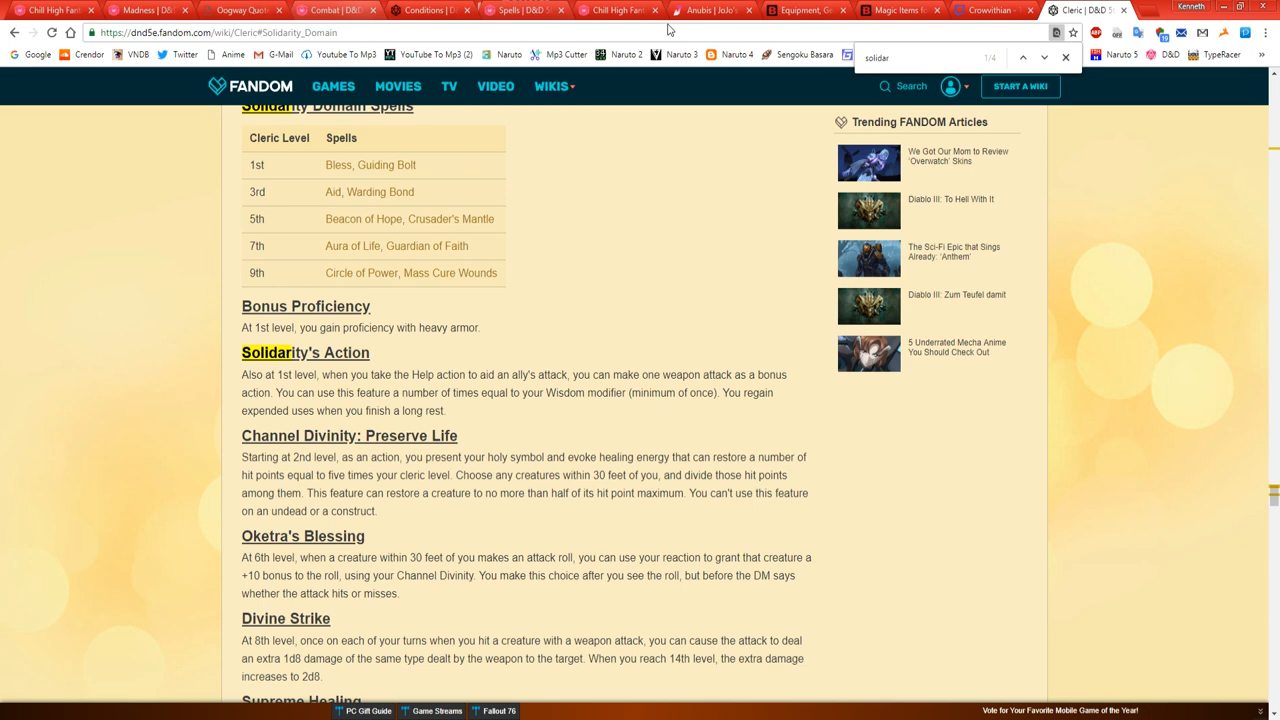 Chill High Fant
Madness | D&
Oogway Quot
Combat | D&D
Conditions | D
Spells | D&D 5
Chill High Fant
Anubis | JoJo's
Equipment, Ge
Magic Items fo
Crowvithian -
Cleric | D&D 5
Kenneth
https://dnd5e.fandom.com/wiki/Cleric#Solidarity_Domain
Guardian
Crendor
VNDB
Anime
Youtube To Mp3
YouTube To Mp3 (2)
Naruto
Mp3 Cutter
Naruto 2
Naruto 3
Naruto 4
Sengoku Basara
Naruto 5
D&D
TypeRacer
solidar
1/4
FANDOM
GAMES
MOVIES
TV
VIDEO
WIKIS
Search
START A WIKI
Solidarity Domain Spells
Cleric Level Spells
1st Bless, Guiding Bolt
3rd Aid, Warding Bond
5th Beacon of Hope, Crusader's Mantle
7th Aura of Life, Guardian of Faith
9th Circle of Power, Mass Cure Wounds
Bonus Proficiency
At 1st level, you gain proficiency with heavy armor.
Solidarity's Action
Also at 1st level, when you take the Help action to aid an ally's attack, you can make one weapon attack as a bonus
action. You can use this feature a number of times equal to your Wisdom modifier (minimum of once). You regain
expended uses when you finish a long rest.
Channel Divinity: Preserve Life
Starting at 2nd level, as an action, you present your holy symbol and evoke healing energy that can restore a number of
hit points equal to five times your cleric level. Choose any creatures within 30 feet of you, and divide those hit points
among them. This feature can restore a creature to no more than half of its hit point maximum. You can't use this feature
on an undead or a construct.
Oketra's Blessing
At 6th level, when a creature within 30 feet of you makes an attack roll, you can use your reaction to grant that creature a
+10 bonus to the roll, using your Channel Divinity. You make this choice after you see the roll, but before the DM says
whether the attack hits or misses.
Divine Strike
At 8th level, once on each of your turns when you hit a creature with a weapon attack, you can cause the attack to deal
an extra 1d8 damage of the same type dealt by the weapon to the target. When you reach 14th level, the extra damage
increases to 2d8.
Supreme Healing
Trending FANDOM Articles
We Got Our Mom to Review
'Overwatch' Skins
Diablo III: To Hell With It
The Sci-Fi Epic that Sings
Already: 'Anthem'
Diablo III: Zum Teufel damit
5 Underrated Mecha Anime
You Should Check Out
PC Gift Guide
Game Streams
Fallout 76
Vote for Your Favorite Mobile Game of the Year!